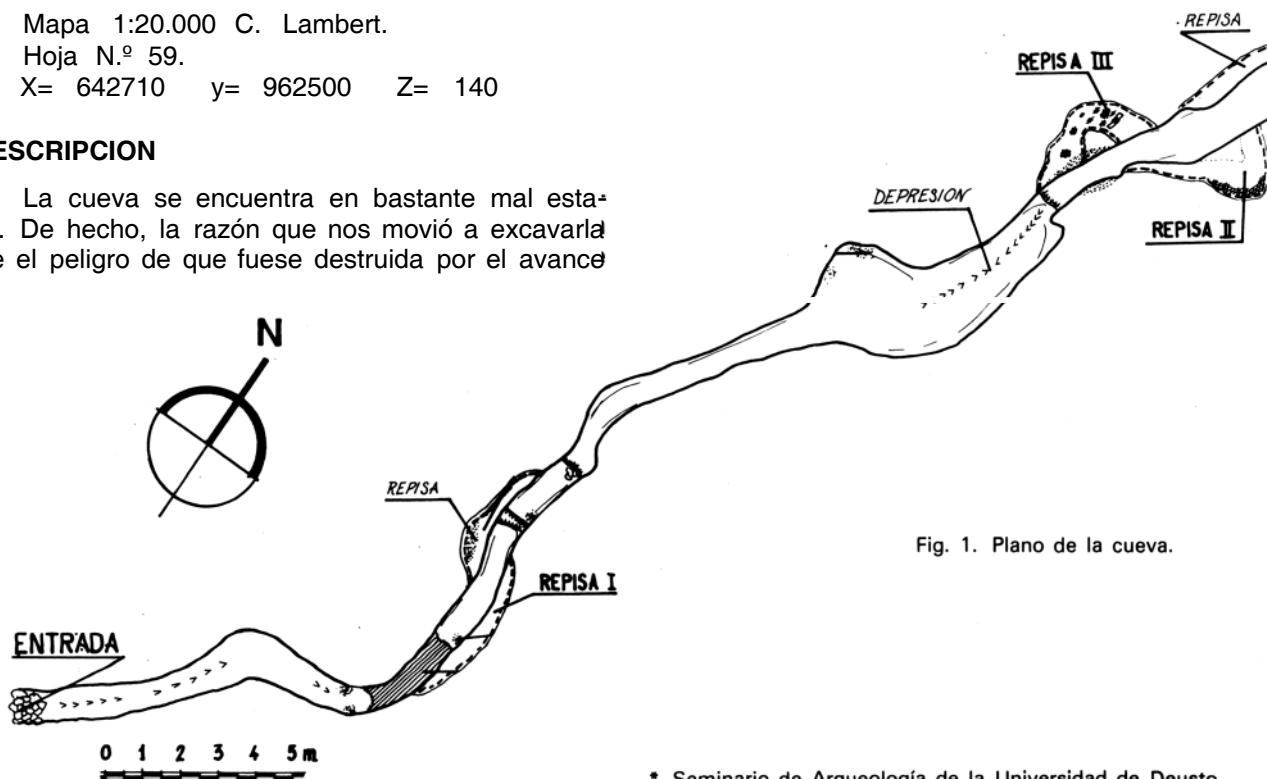 Mapa 1:20.000 C. Lambert.
Hoja N.º 59.
X= 642710 y= 962500 Z= 140
ESCRIPCION
La cueva se encuentra en bastante mal esta-
. De hecho, la razón que nos movió a excavarla
e el peligro de que fuese destruida por el avance
REPISA
REPISA III
DEPRESION
REPISA II
N
REPISA
Fig. 1. Plano de la cueva.
REPISA I
ENTRADA
0 1 2 3 4 5 m
* Seminario de Arqueología de la Universidad de Deusto